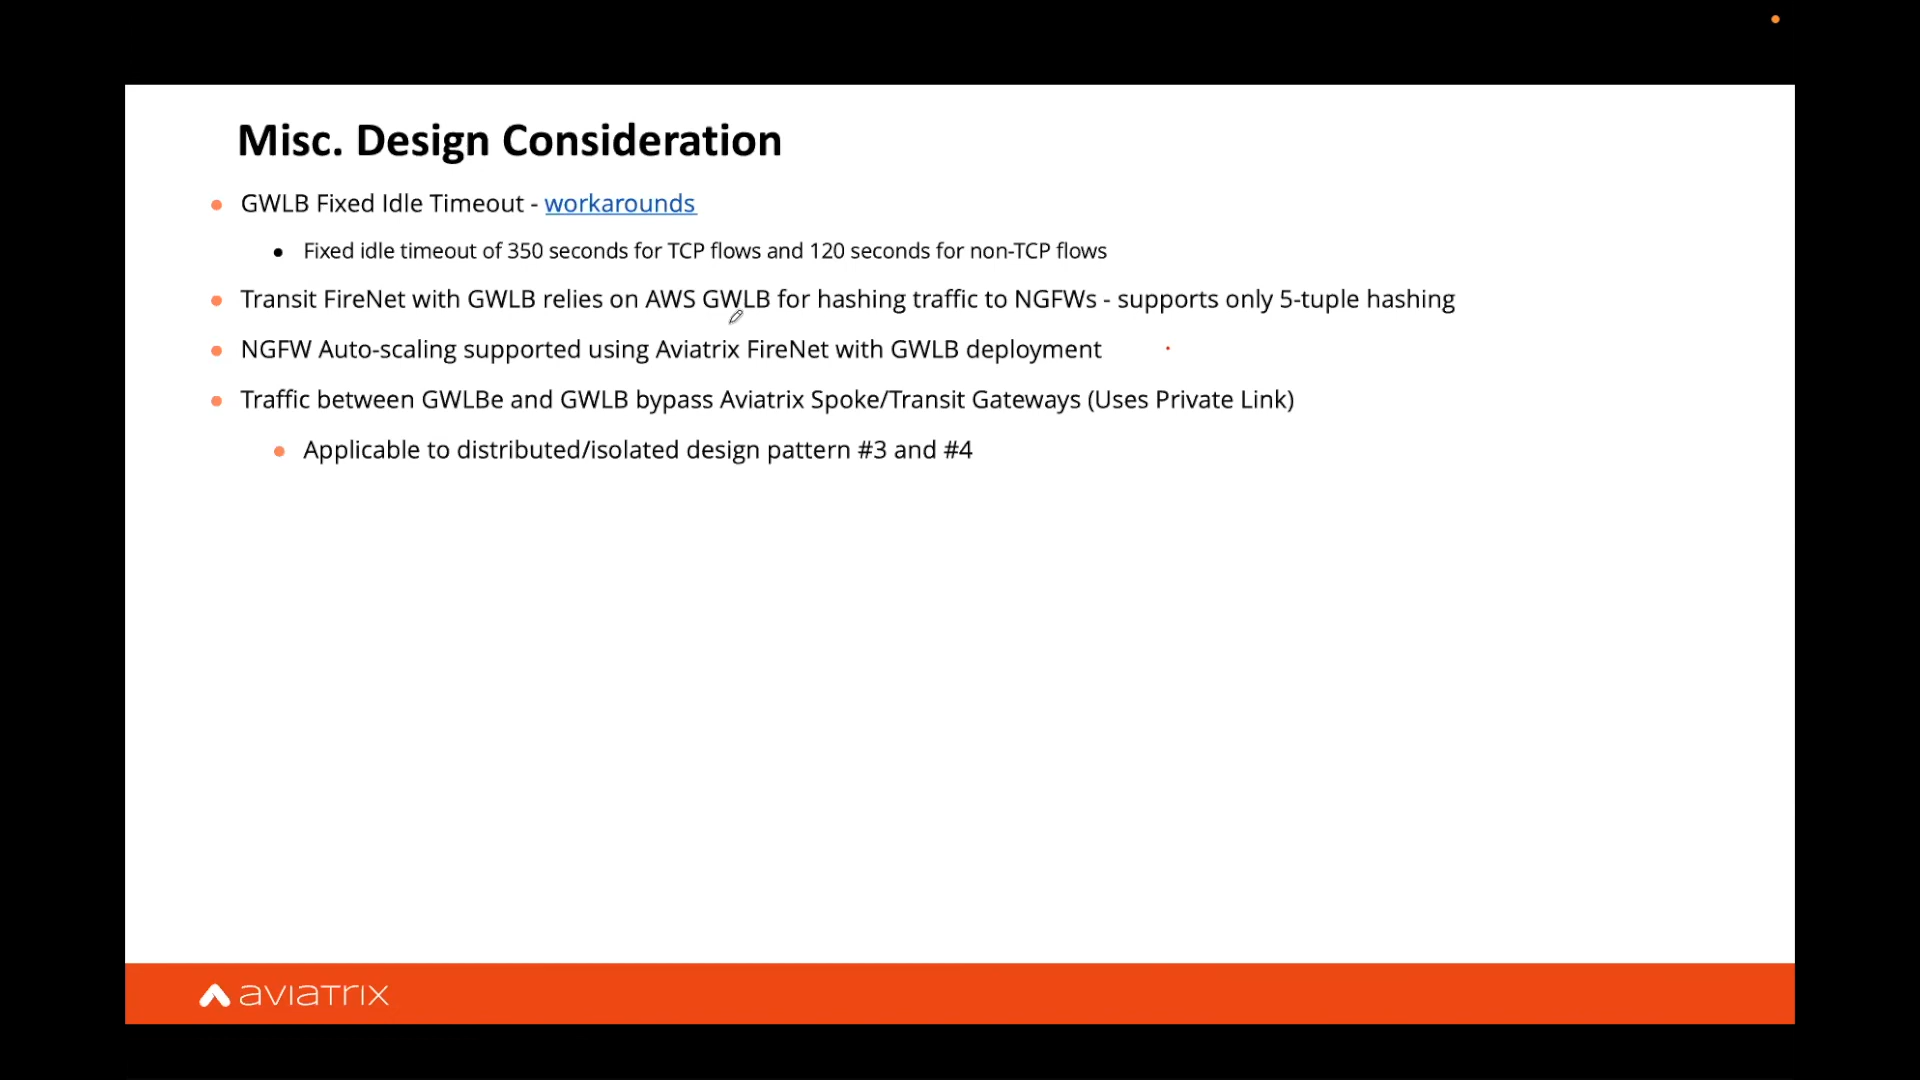 Misc. Design Consideration
GWLB Fixed Idle Timeout - workarounds
Fixed idle timeout of 350 seconds for TCP flows and 120 seconds for non-TCP flows
Transit FireNet with GWLB relies on AWS GWLB for hashing traffic to NGFWs - supports only 5-tuple hashing
NGFW Auto-scaling supported using Aviatrix FireNet with GWLB deployment
Traffic between GWLBe and GWLB bypass Aviatrix Spoke/Transit Gateways (Uses Private Link)
Applicable to distributed/isolated design pattern #3 and #4
aviatrix